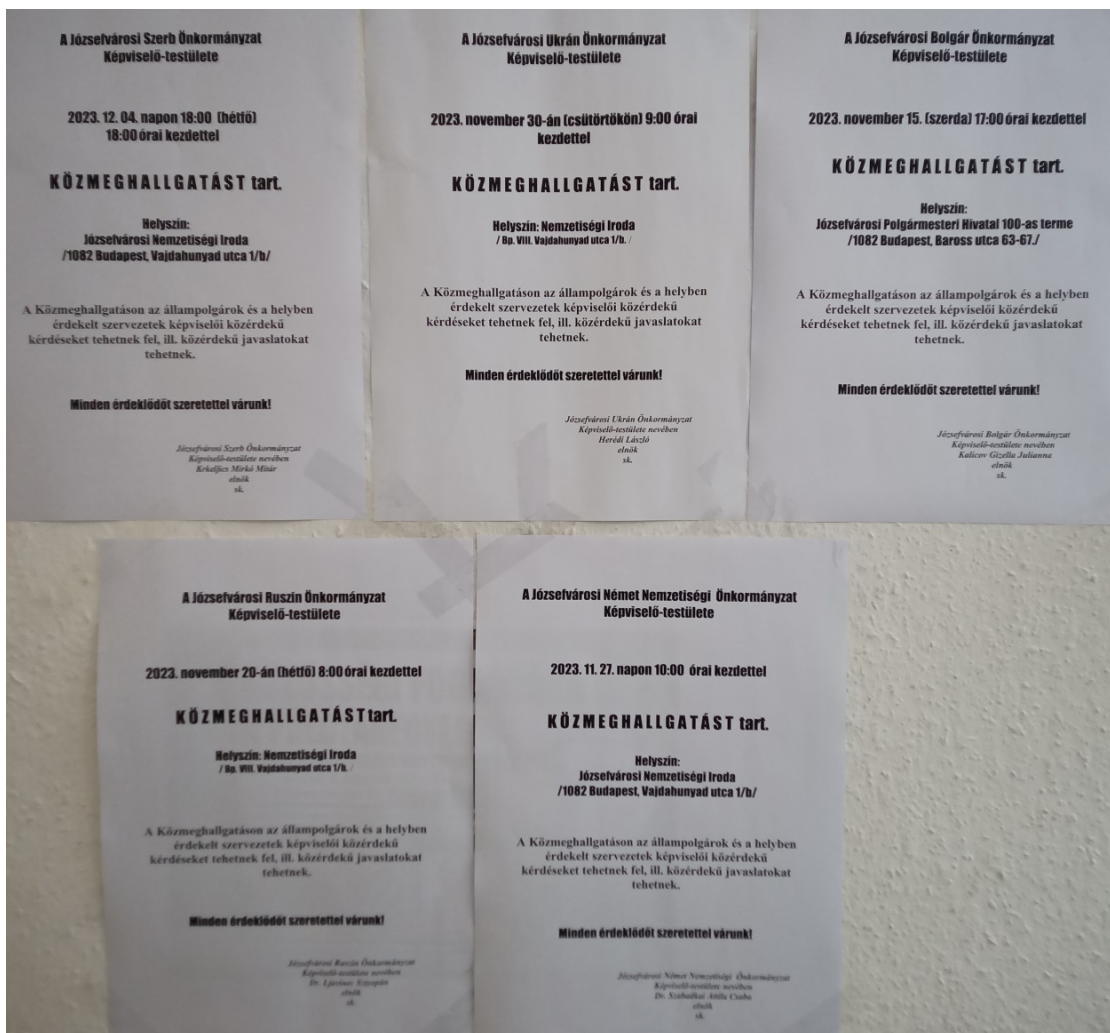 A Józsefvárosi Szerb Önkormányzat
Képviselő-testülete
2023. 12. 04. napon 18:00 (hétfő)
18:00 órai kezdettel
KÖZMEGHALLGATÁST tart.
Helyszín:
Józsefvárosi Nemzetiségi Iroda
/1082 Budapest, Vajdahunyad utca 1/b/
A Közmeghallgatáson az állampolgárok és a helyben
érdekelt szervezetek képviselői közérdekű
kérdéseket tehetnek fel, ill. közérdekű javaslatokat
tehetnek.
Minden érdeklődőt szeretettel várunk!
Józsefvárosi Szerb Önkormányzat
Képviselő-testülete nevében
Krkeljics Mirkó Mitár
elnök
sk.
A Józsefvárosi Ukrán Önkormányzat
Képviselő-testülete
2023. november 30-án (csütörtökön) 9:00 órai
kezdettel
KÖZMEGHALLGATÁST tart.
Helyszín: Nemzetiségi Iroda
/ Bp. VIII. Vajdahunyad utca 1/b. /
A Közmeghallgatáson az állampolgárok és a helyben
érdekelt szervezetek képviselői közérdekű
kérdéseket tehetnek fel, ill. közérdekű javaslatokat
tehetnek.
Minden érdeklődőt szeretettel várunk!
Józsefvárosi Ukrán Önkormányzat
Képviselő-testülete nevében
Herédi László
elnök
sk.
A Józsefvárosi Bolgár Önkormányzat
Képviselő-testülete
2023. november 15. (szerda) 17:00 órai kezdettel
KÖZMEGHALLGATÁST tart.
Helyszín:
Józsefvárosi Polgármesteri Hivatal 100-as terme
/1082 Budapest, Baross utca 63-67./
A Közmeghallgatáson az állampolgárok és a helyben
érdekelt szervezetek képviselői közérdekű
kérdéseket tehetnek fel, ill. közérdekű javaslatokat
tehetnek.
Minden érdeklődőt szeretettel várunk!
Józsefvárosi Bolgár Önkormányzat
Képviselő-testülete nevében
Kalicov Gizella Julianna
elnök
sk.
A Józsefvárosi Ruszin Önkormányzat
Képviselő-testülete
2023. november 20-án (hétfő) 8:00 órai kezdettel
KÖZMEGHALLGATÁST tart.
Helyszín: Nemzetiségi Iroda
/ Bp. VIII. Vajdahunyad utca 1/b. /
A Közmeghallgatáson az állampolgárok és a helyben
érdekelt szervezetek képviselői közérdekű
kérdéseket tehetnek fel, ill. közérdekű javaslatokat
tehetnek.
Minden érdeklődőt szeretettel várunk!
Józsefvárosi Ruszin Önkormányzat
Képviselő-testülete nevében
Dr.
elnök
sk.
A Józsefvárosi Német Nemzetiségi Önkormányzat
Képviselő-testülete
2023. 11. 27. napon 10:00 órai kezdettel
KÖZMEGHALLGATÁST tart.
Helyszín:
Józsefvárosi Nemzetiségi Iroda
/1082 Budapest, Vajdahunyad utca 1/b/
A Közmeghallgatáson az állampolgárok és a helyben
érdekelt szervezetek képviselői közérdekű
kérdéseket tehetnek fel, ill. közérdekű javaslatokat
tehetnek.
Minden érdeklődőt szeretettel várunk!
Józsefvárosi Német Nemzetiségi Önkormányzat
Képviselő-testülete nevében
Dr. Szabadkai Attila Csaba
elnök
sk.